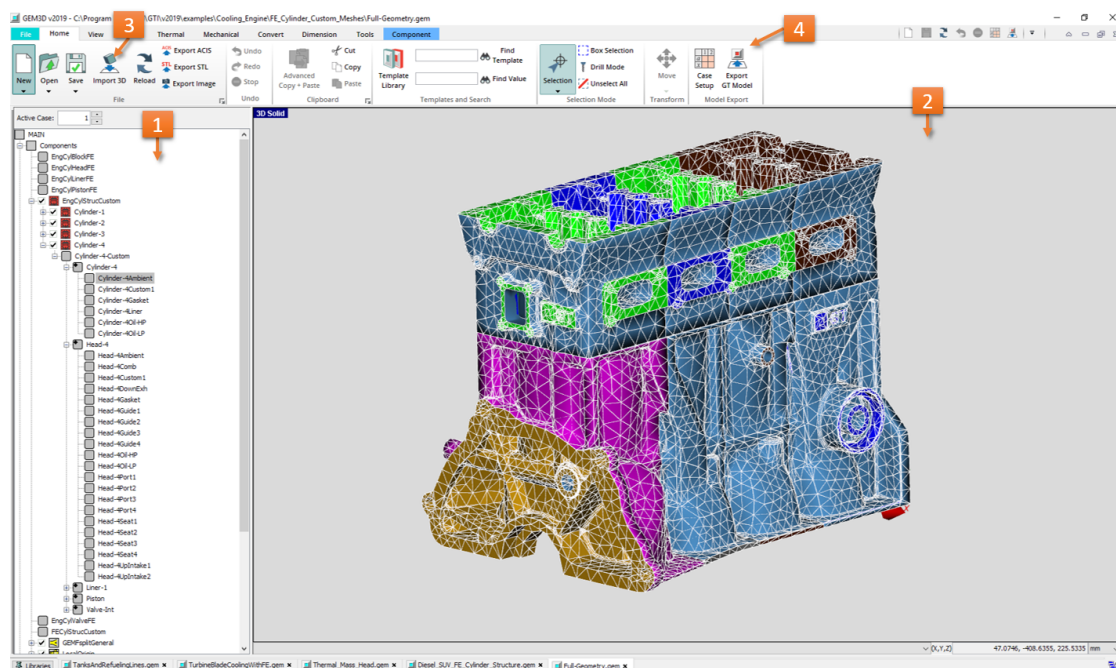 GEM3D v2019 - C:\Program
GTI\v2019\examples\Cooling_Engine\FE_Cylinder_Custom_Meshes\Full-Geometry.gem
3
4
File
Home
View
Thermal
Mechanical
Convert
Dimension
Tools
Component
New
Open
Save
Import 3D
Reload
ACIS Export ACIS
STL Export STL
Export Image
File
Undo
Redo
Stop
Undo
Advanced
Copy + Paste
Cut
Copy
Paste
Clipboard
Template
Library
Find
Template
Find Value
Templates and Search
Selection
Box Selection
Drill Mode
Unselect All
Selection Mode
Move
Transform
Case
Setup
Export
GT Model
Model Export
Active Case: 1
1
2
3D Solid
MAIN
Components
EngCylBlockFE
EngCylHeadFE
EngCylLinerFE
EngCylPistonFE
EngCylStrucCustom
Cylinder-1
Cylinder-2
Cylinder-3
Cylinder-4
Cylinder-4-Custom
Cylinder-4
Cylinder-4Ambient
Cylinder-4Custom1
Cylinder-4Gasket
Cylinder-4Liner
Cylinder-4Oil-HP
Cylinder-4Oil-LP
Head-4
Head-4Ambient
Head-4Comb
Head-4Custom1
Head-4DownExh
Head-4Gasket
Head-4Guide1
Head-4Guide2
Head-4Guide3
Head-4Guide4
Head-4Oil-HP
Head-4Oil-LP
Head-4Port1
Head-4Port2
Head-4Port3
Head-4Port4
Head-4Seat1
Head-4Seat2
Head-4Seat3
Head-4Seat4
Head-4UpIntake1
Head-4UpIntake2
Liner-1
Piston
Valve-Int
EngCylValveFE
FECylStrucCustom
GEMFsplitGeneral
LocalOrigin
(X,Y,Z) 47.0746, -408.6355, 225.5335 mm
Libraries
TanksAndRefuelingLines.gem
TurbineBladeCoolingWithFE.gem
Thermal_Mass_Head.gem
Diesel_SUV_FE_Cylinder_Structure.gem
Full-Geometry.gem